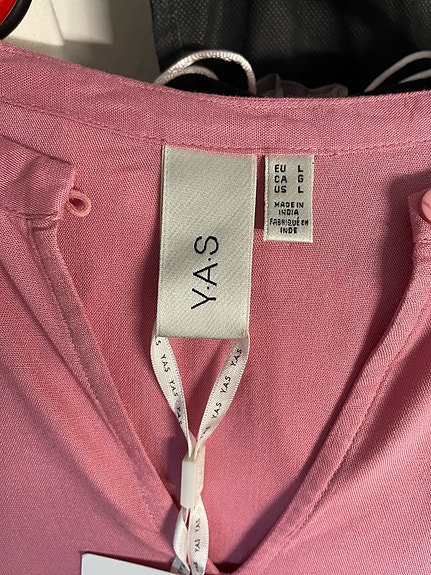 Y.A.S
EU L
CA G
US L
MADE IN
INDIA
FABRIQUÉ EN
INDE
Y.A.S
Y.A.S
Y.A.S
Y.A.S
Y.A.S
Y.A.S
Y.A.S